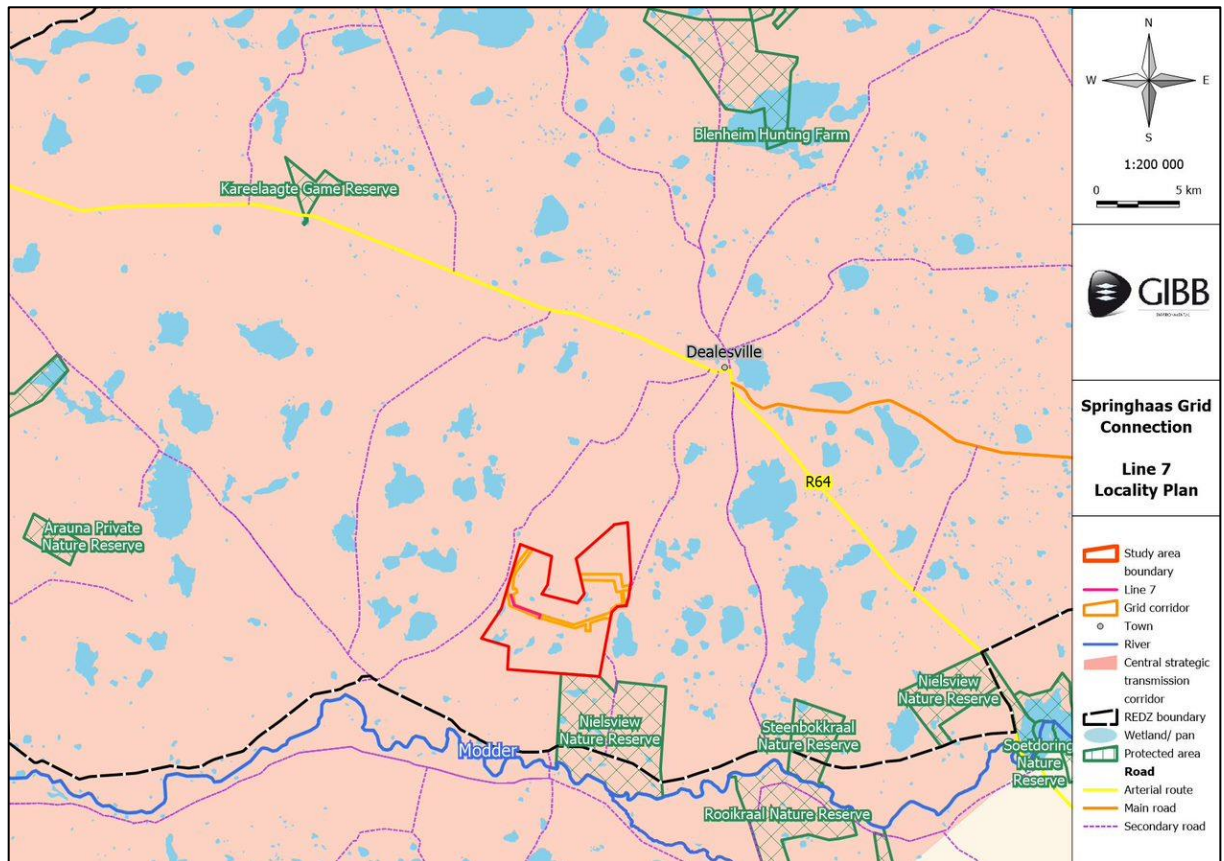 Blenheim Hunting Farm
Kareelaagte Game Reserve
Dealesville
R64
Arauna Private
Nature Reserve
Nielsview
Nature Reserve
Nielsview
Nature Reserve
Steenbokkraal
Nature Reserve
Soetdoring
Nature
Reserve
Modder
Rooikraal Nature Reserve
N
W
E
S
1:200 000
0
5 km
GIBB
Springhaas Grid
Connection
Line 7
Locality Plan
Study area
boundary
Line 7
Grid corridor
Town
River
Central strategic
transmission
corridor
REDZ boundary
Wetland/ pan
Protected area
Road
Arterial route
Main road
Secondary road